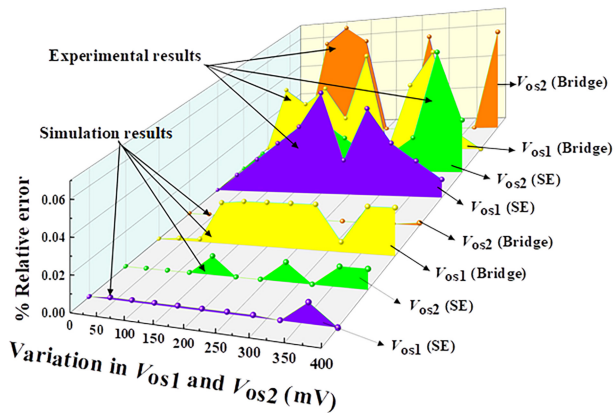 Experimental results
Simulation results
Vos2 (Bridge)
Vos1 (Bridge)
Vos2 (SE)
Vos1 (SE)
Vos2 (Bridge)
Vos1 (Bridge)
Vos2 (SE)
Vos1 (SE)
% Relative error
0.06
0.04
0.02
0.00
0 50 100 150 200 250 300 350 400
Variation in Vos1 and Vos2 (mV)